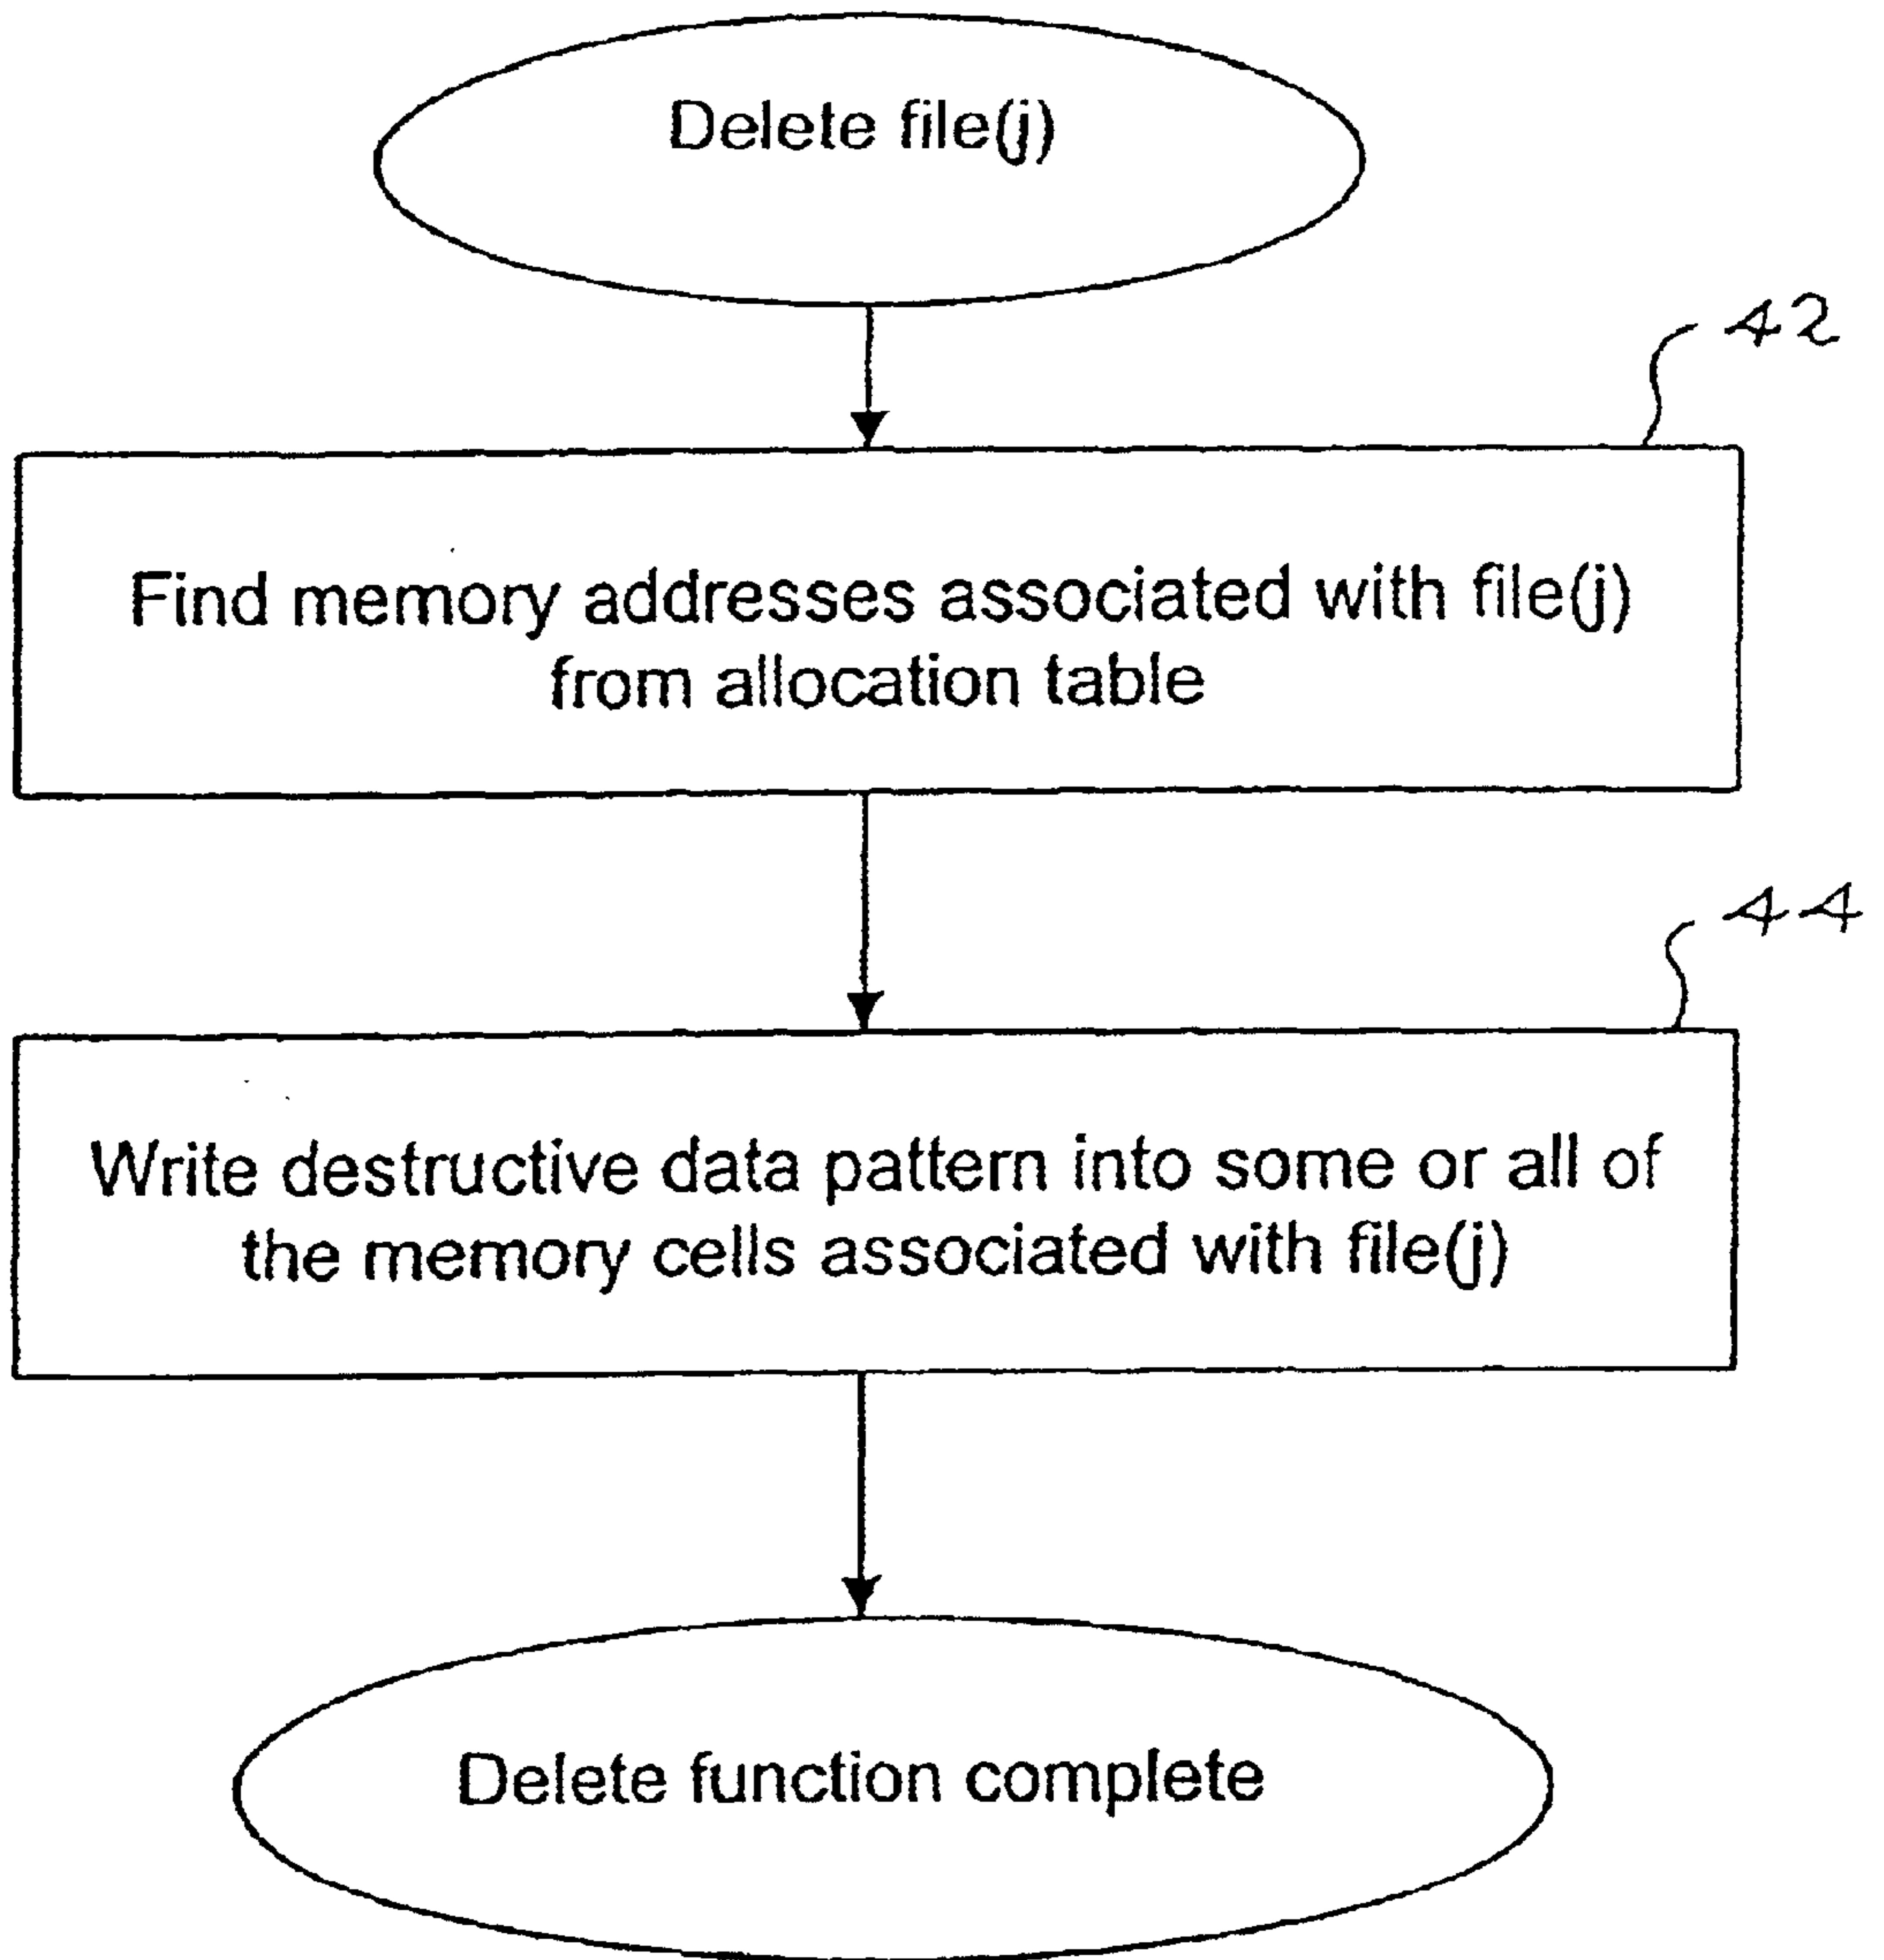 Delete file(j)
42
Find memory addresses associated with file(j)
from allocation table
44
Write destructive data pattern into some or all of
the memory cells associated with file(j)
Delete function complete